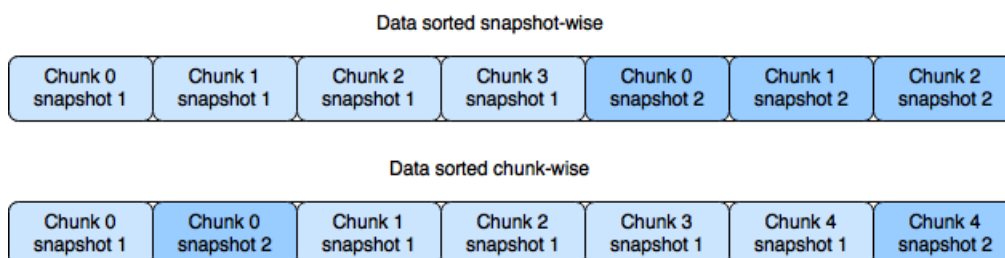 Data sorted snapshot-wise
Chunk 0 Chunk 1 Chunk 2 Chunk 3 Chunk 0 Chunk 1 Chunk 2
snapshot 1 snapshot 1 snapshot 1 snapshot 1 snapshot 2 snapshot 2 snapshot 2
Data sorted chunk-wise
Chunk 0 Chunk 0 Chunk 1 Chunk 2 Chunk 3 Chunk 4 Chunk 4
snapshot 1 snapshot 2 snapshot 1 snapshot 1 snapshot 1 snapshot 1 snapshot 2